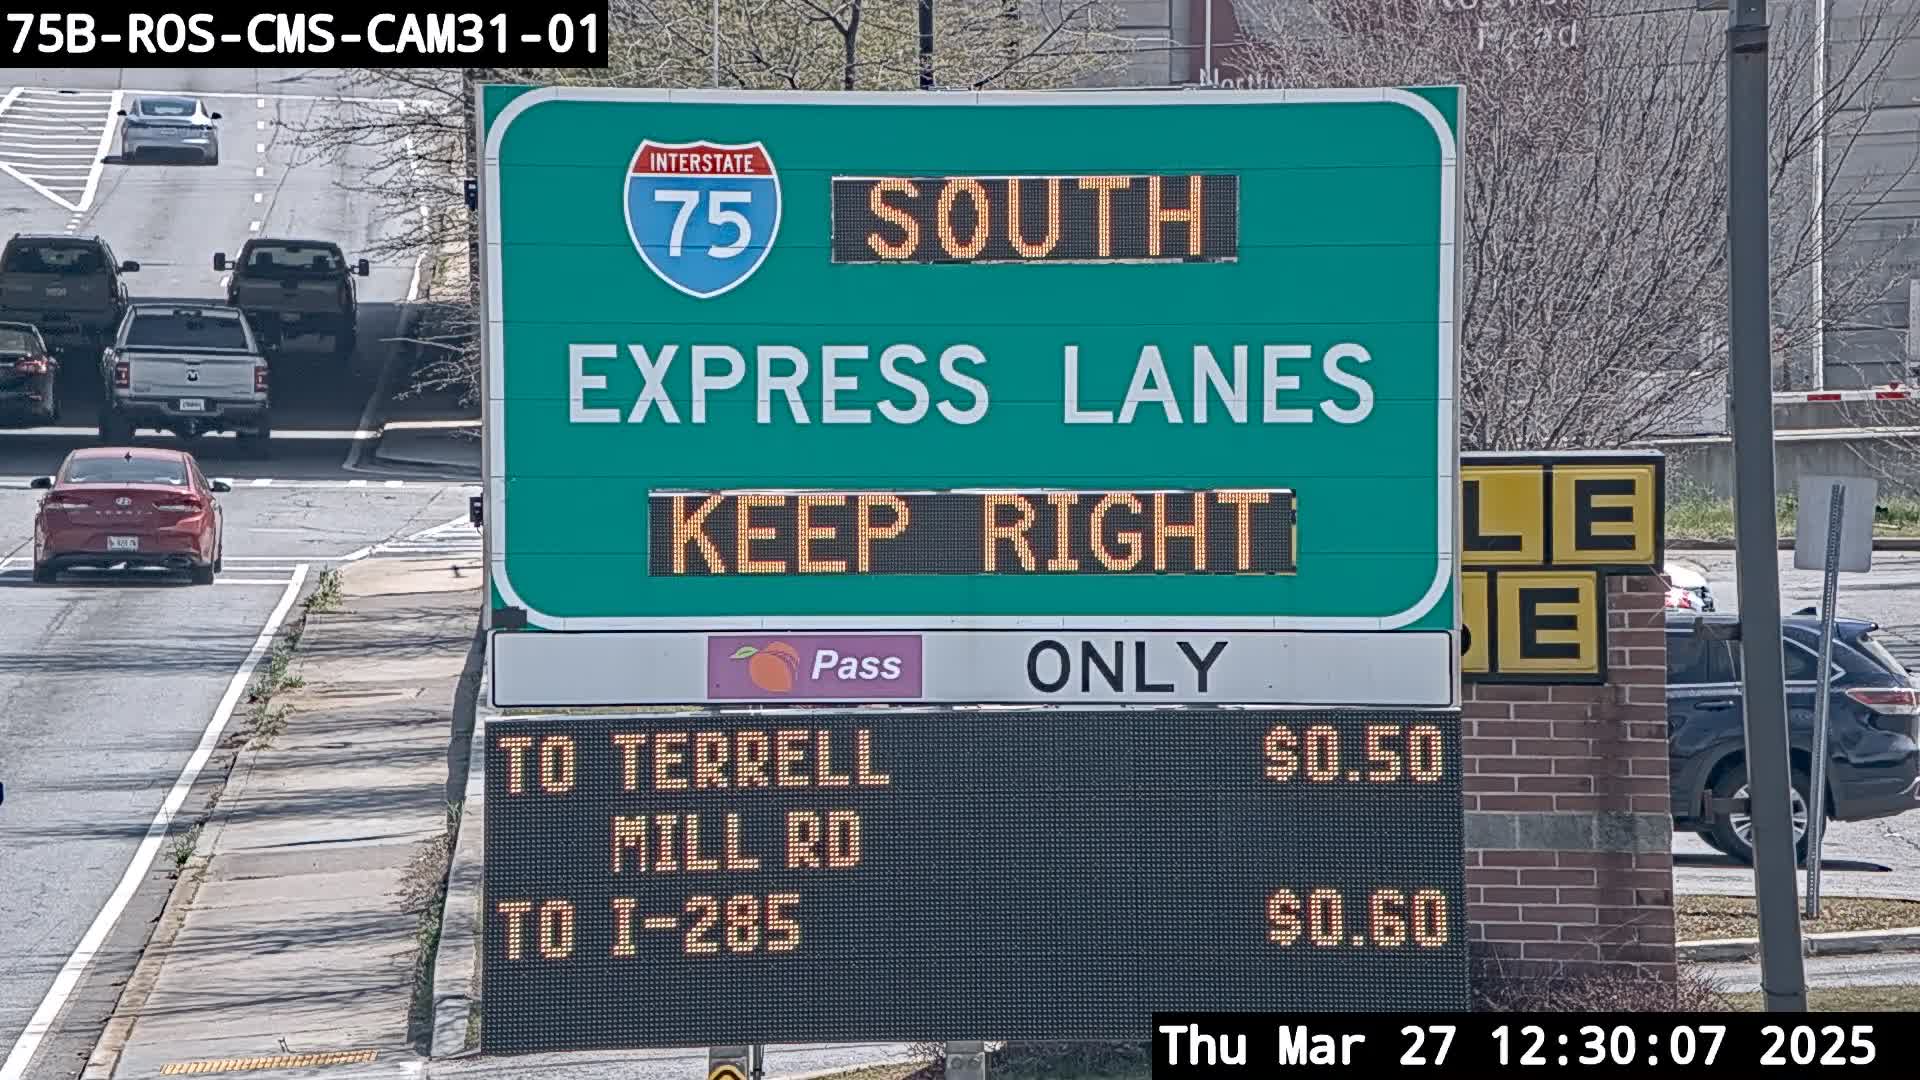 75B-ROS-CMS-CAM31-01
INTERSTATE
75
SOUTH
EXPRESS LANES
KEEP RIGHT
Pass ONLY
TO TERRELL $0.50
MILL RD
TO I-285 $0.60
LE
E
Thu Mar 27 12:30:07 2025